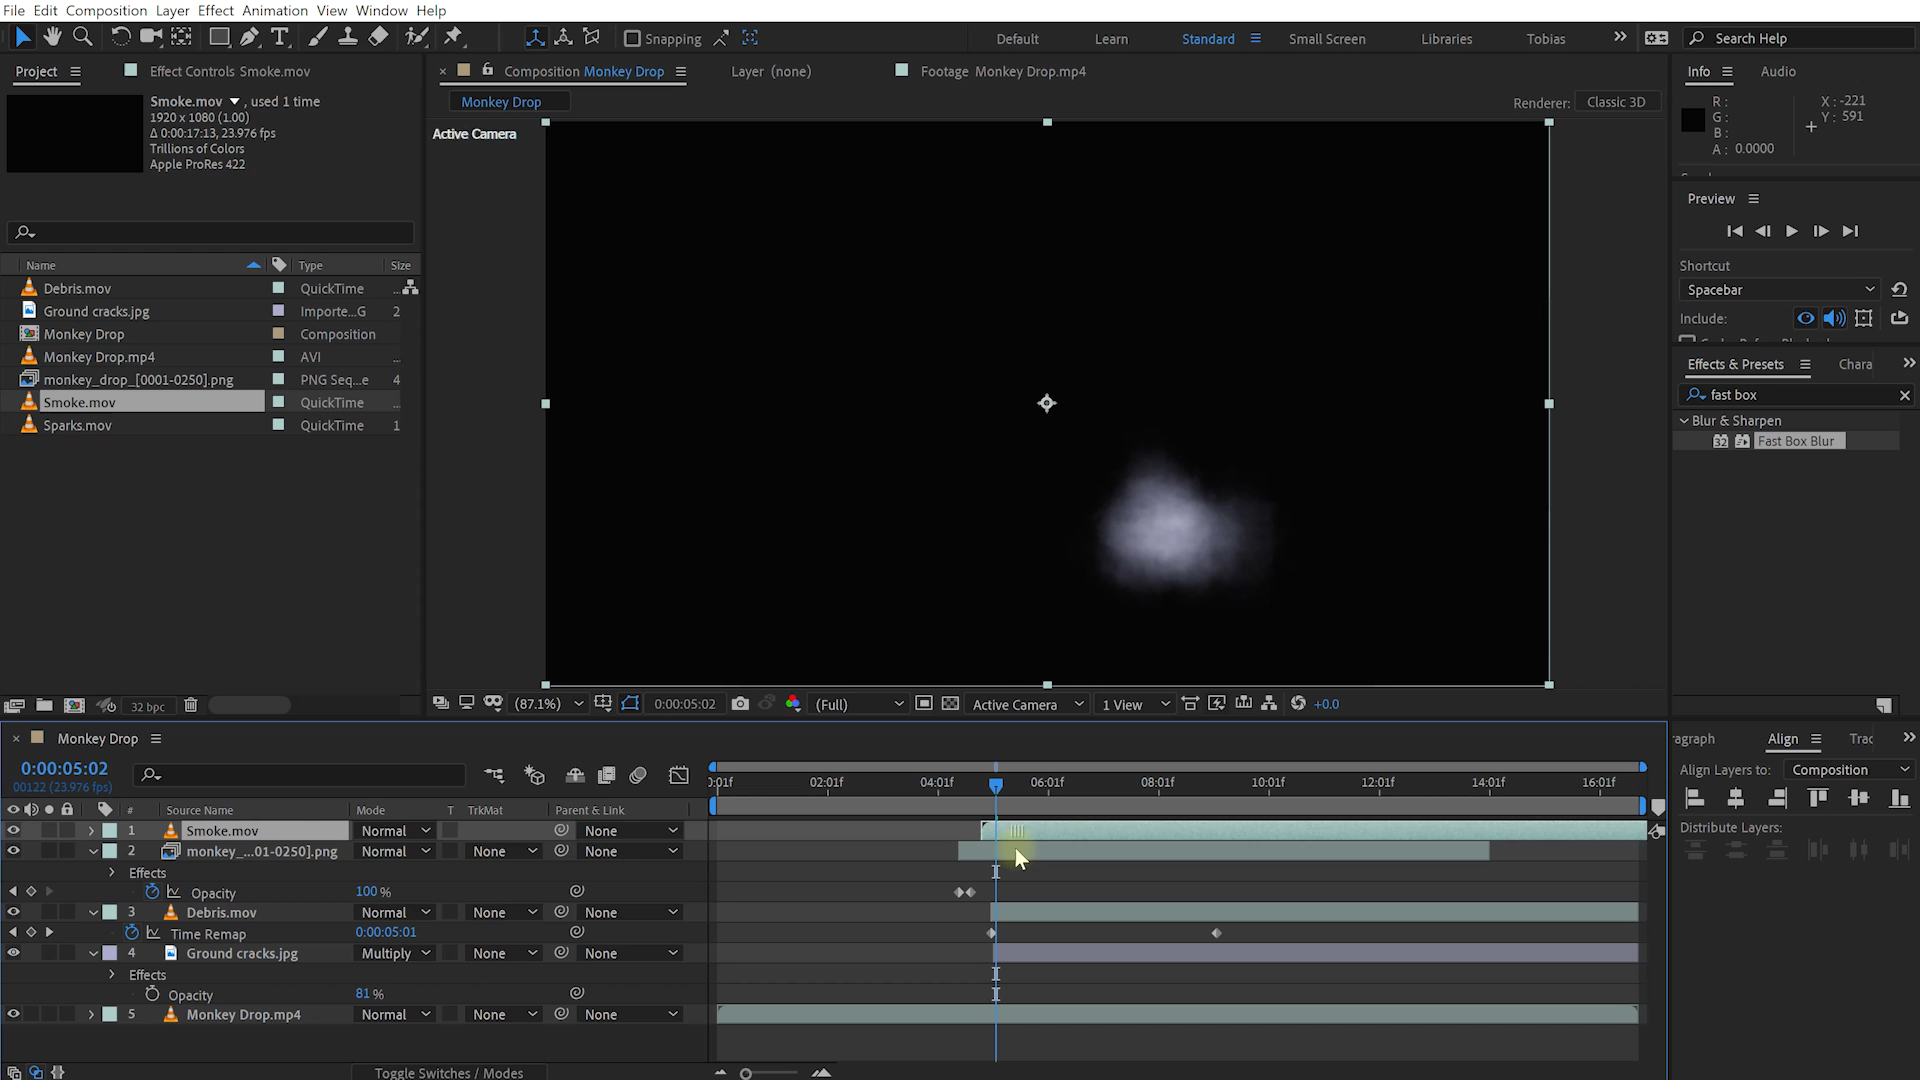 File Edit Composition Layer Effect Animation View Window Help
Snapping
Default Learn Standard Small Screen Libraries Tobias
Search Help
Project
Effect Controls Smoke.mov
Smoke.mov , used 1 time
1920 x 1080 (1.00)
Δ 0:00:17:13, 23.976 fps
Trillions of Colors
Apple ProRes 422
Name Type Size
Debris.mov QuickTime ...
Ground cracks.jpg Importe...G 2
Monkey Drop Composition
Monkey Drop.mp4 AVI ...
monkey_drop_[0001-0250].png PNG Seq...e 4
Smoke.mov QuickTime ...
Sparks.mov QuickTime 1
32 bpc
Composition Monkey Drop
Layer (none)
Footage Monkey Drop.mp4
Monkey Drop
Renderer: Classic 3D
Active Camera
(87.1%) 0:00:05:02 (Full) Active Camera 1 View +0.0
Info Audio
R: X : -221
G: Y : 591
B:
A: 0.0000
Preview
Shortcut
Spacebar
Include:
Effects & Presets Chara
fast box
Blur & Sharpen
32 Fast Box Blur
Monkey Drop
0:00:05:02
00122 (23.976 fps)
# Source Name Mode T TrkMat Parent & Link
):01f 02:01f 04:01f 06:01f 08:01f 10:01f 12:01f 14:01f 16:01f
1 Smoke.mov Normal None
2 monkey_...01-0250].png Normal None None
Effects
Opacity 100 %
3 Debris.mov Normal None None
Time Remap 0:00:05:01
4 Ground cracks.jpg Multiply None None
Effects
Opacity 81 %
5 Monkey Drop.mp4 Normal None None
Toggle Switches / Modes
ragraph Align Trac
Align Layers to: Composition
Distribute Layers: